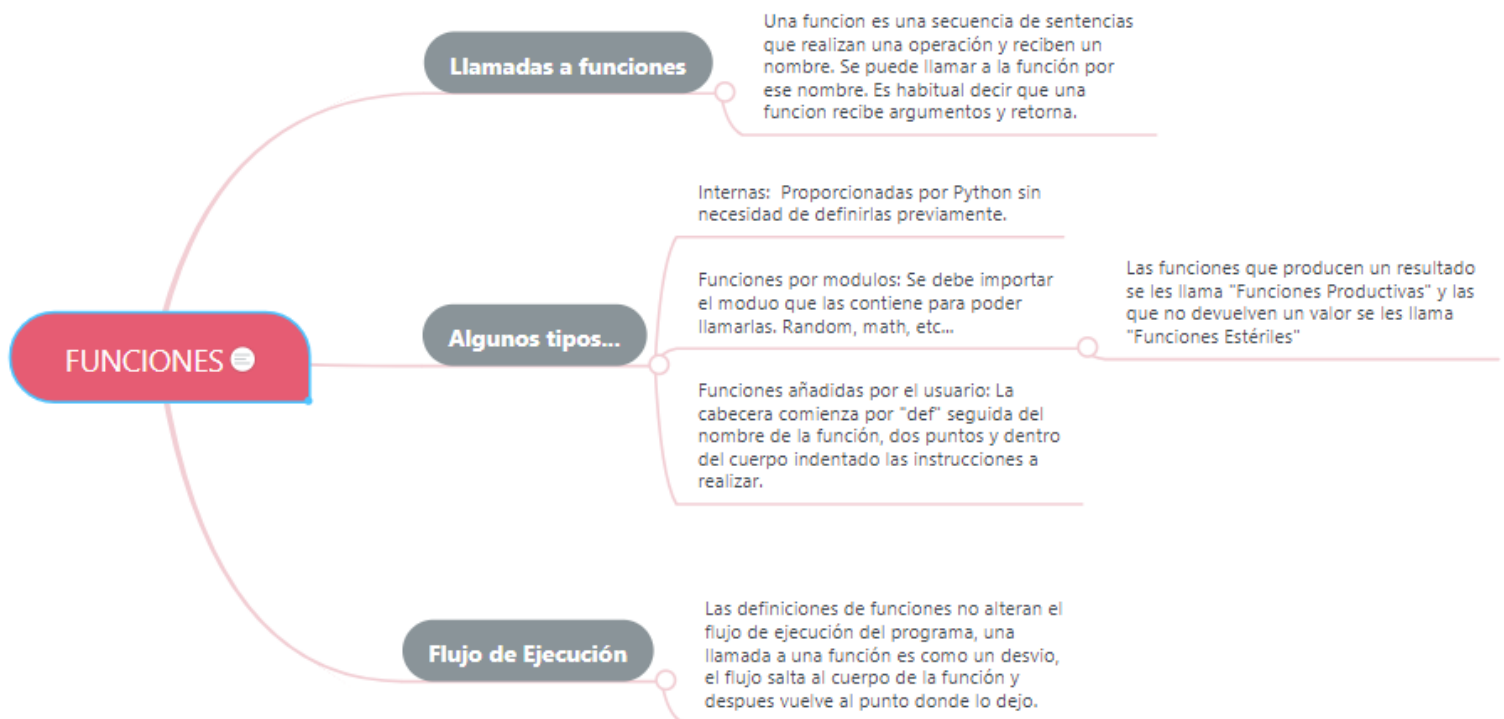 FUNCIONES
Llamadas a funciones
Una funcion es una secuencia de sentencias
que realizan una operación y reciben un
nombre. Se puede llamar a la función por
ese nombre. Es habitual decir que una
funcion recibe argumentos y retorna.
Algunos tipos...
Internas:  Proporcionadas por Python sin
necesidad de definirlas previamente.
Funciones por modulos: Se debe importar
el moduo que las contiene para poder
llamarlas. Random, math, etc...
Las funciones que producen un resultado
se les llama "Funciones Productivas" y las
que no devuelven un valor se les llama
"Funciones Estériles"
Funciones añadidas por el usuario: La
cabecera comienza por "def" seguida del
nombre de la función, dos puntos y dentro
del cuerpo indentado las instrucciones a
realizar.
Flujo de Ejecución
Las definiciones de funciones no alteran el
flujo de ejecución del programa, una
llamada a una función es como un desvio,
el flujo salta al cuerpo de la función y
despues vuelve al punto donde lo dejo.